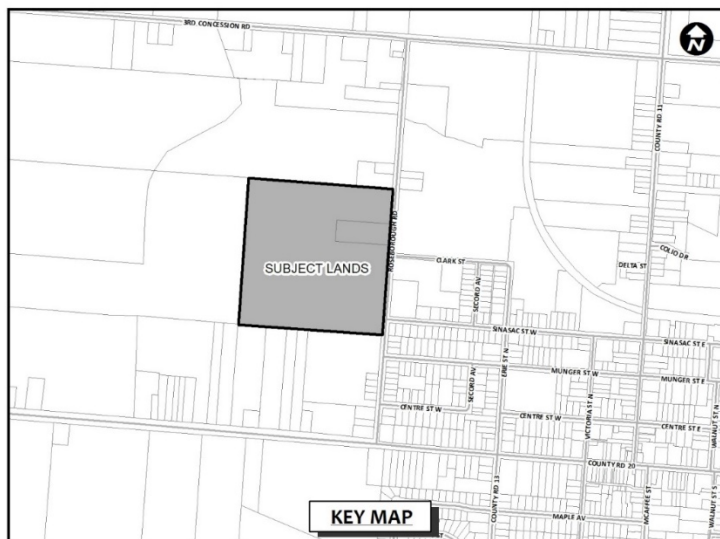 3RD CONCESSION RD
N
COUNTY RD 11
ROSEBOROUGH RD
COLIO DR
DELTA ST
CLARK ST
SUBJECT LANDS
SECORD AV
ERIE ST N
SINASAC ST W
SINASAC ST E
MUNGER ST W
MUNGER ST E
SECORD AV
VICTORIA ST N
WALNUT ST N
CENTRE ST W
CENTRE ST W
CENTRE ST E
COUNTY RD 20
COUNTY RD 13
MCAFFEE ST
WALNUT ST S
MAPLE AV
KEY MAP